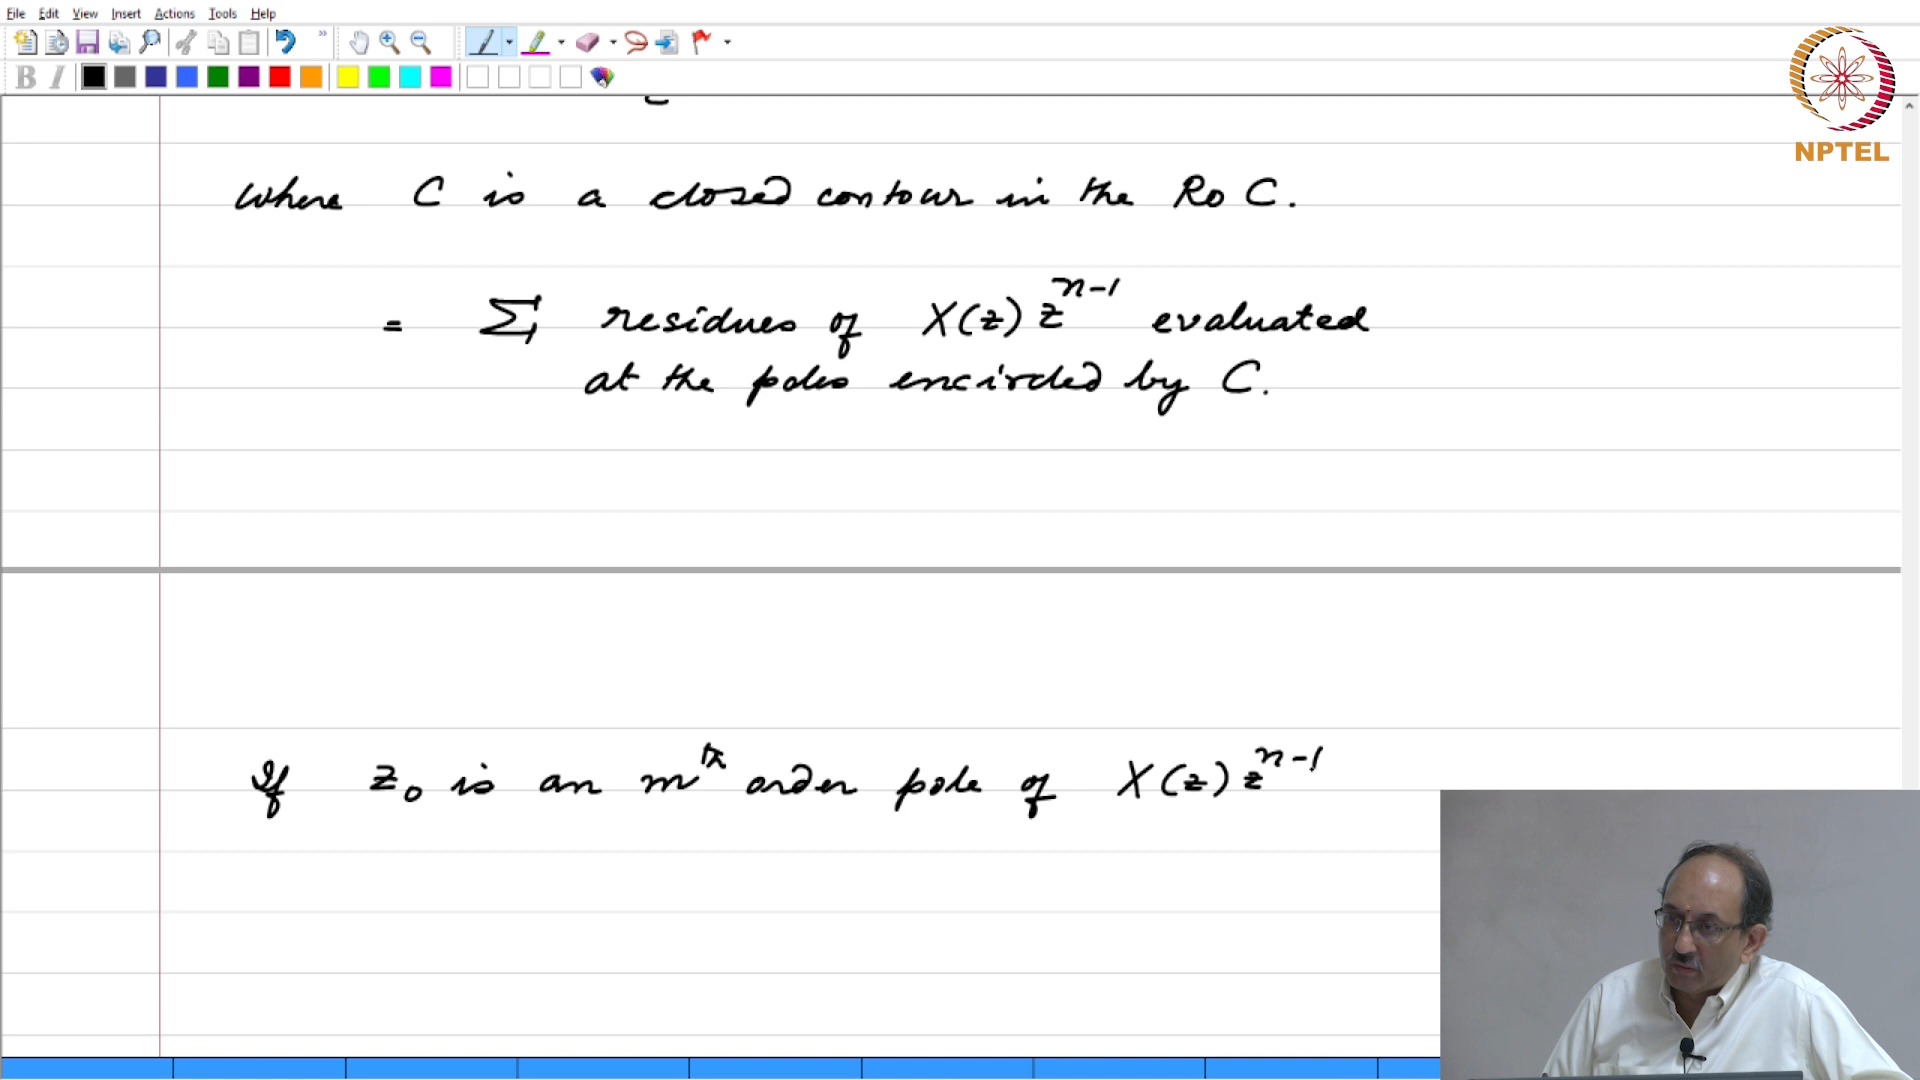 File Edit View Insert Actions Tools Help
B I
NPTEL
where C is a closed contour in the RoC.
= Σ residues of X(z) z^{n-1} evaluated
at the poles encircled by C.
If z₀ is an m^{th} order pole of X(z) z^{n-1}